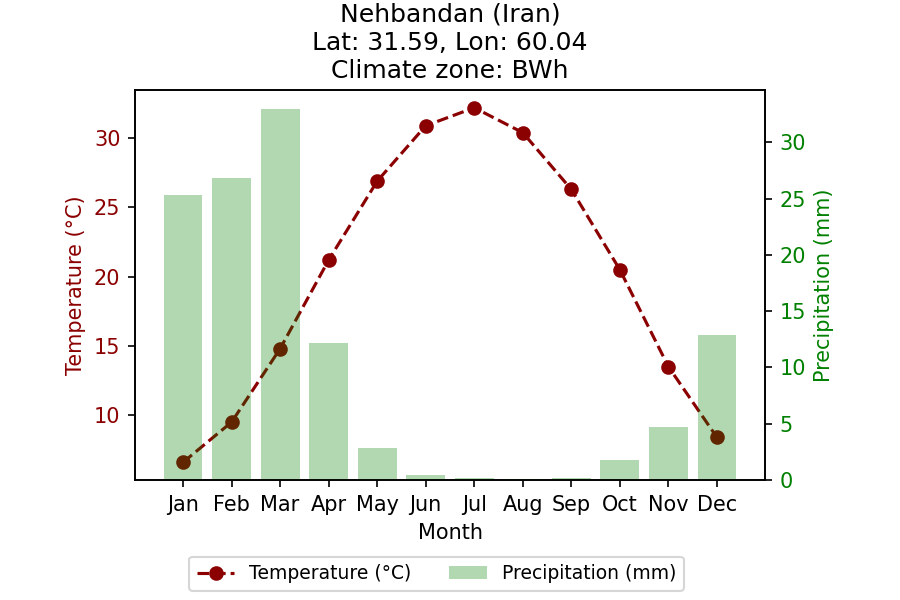 Nehbandan (Iran)
Lat: 31.59, Lon: 60.04
Climate zone: BWh
Temperature (°C)
30
25
20
15
10
Precipitation (mm)
30
25
20
15
10
5
0
Jan Feb Mar Apr May Jun Jul Aug Sep Oct Nov Dec
Month
Temperature (°C) Precipitation (mm)